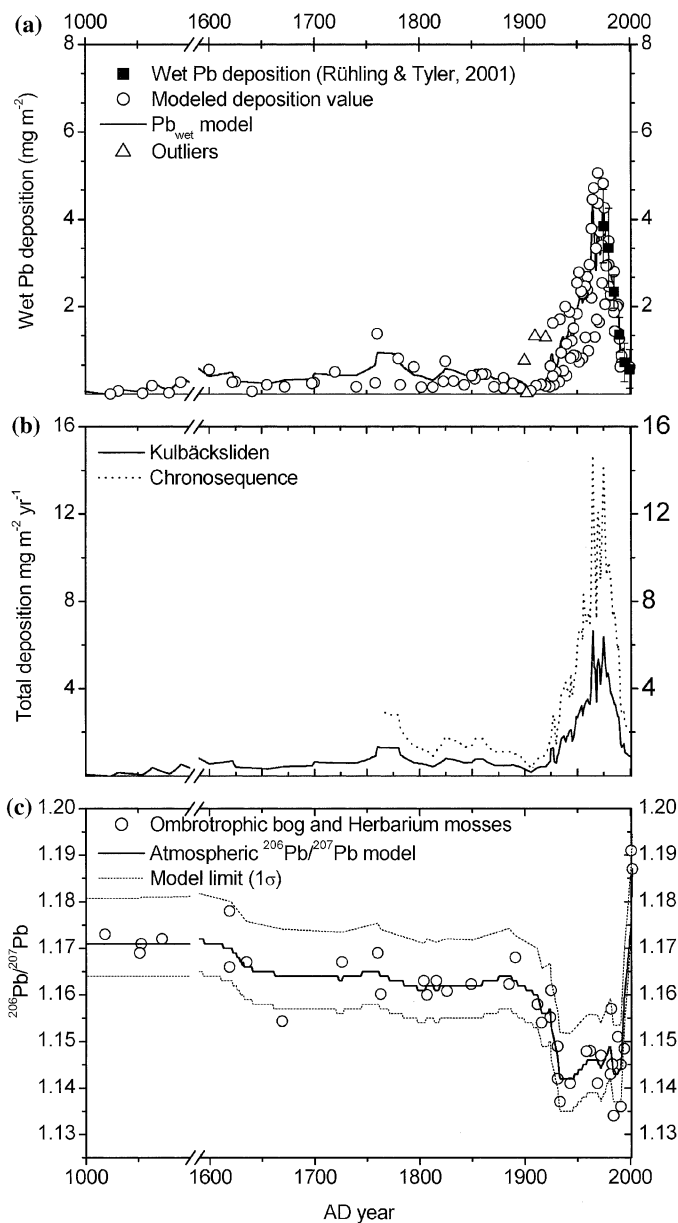 (a)
1000 1600 1700 1800 1900 2000
8 8
6 6
4 4
2 2
Wet Pb deposition (mg m⁻²)
Wet Pb deposition (Rühling & Tyler, 2001)
Modeled deposition value
Pbwet model
Outliers
(b)
16 16
12 12
8 8
4 4
Total deposition mg m⁻² yr⁻¹
Kulbäcksliden
Chronosequence
(c)
1.20 1.20
1.19 1.19
1.18 1.18
1.17 1.17
1.16 1.16
1.15 1.15
1.14 1.14
1.13 1.13
²⁰⁶Pb/²⁰⁷Pb
Ombrotrophic bog and Herbarium mosses
Atmospheric ²⁰⁶Pb/²⁰⁷Pb model
Model limit (1σ)
1000 1600 1700 1800 1900 2000
AD year